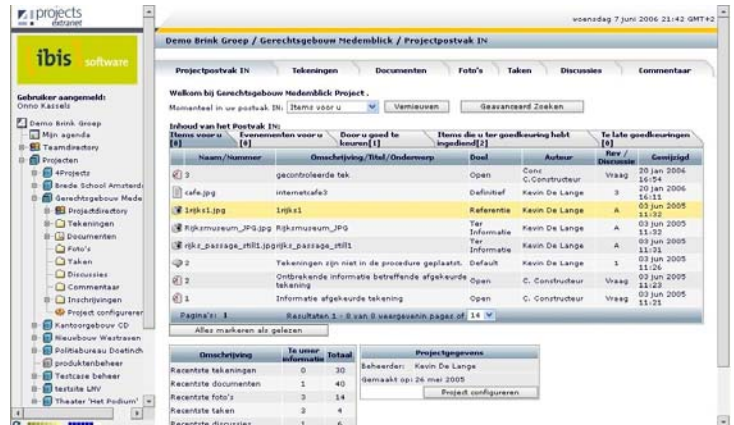 projects
extranet
woensdag 7 juni 2006 21:42 GMT+2
Demo Brink Groep / Gerechtsgebouw Medemblick / Projectpostvak IN
ibis software
Projectpostvak IN Tekeningen Documenten Foto's Taken Discussies Commentaar
Gebruiker aangemeld:
Onno Kassels
Welkom bij Gerechtsgebouw Medemblick Project .
Momenteel in uw postvak IN: Items voor u Vernieuwen Geavanceerd Zoeken
Demo Brink Groep
Mijn agenda
Teamdirectory
Projecten
4Projects
Brede School Amsterda
Gerechtsgebouw Mede
Projectdirectory
Tekeningen
Documenten
Foto's
Taken
Discussies
Commentaar
Inschrijvingen
Project configureren
Kantoorgebouw CD
Nieuwbouw Westraven
Politiebureau Doetinch
produktenbeheer
Testcase beheer
testsite LNV
Theater 'Het Podium'
Inhoud van het Postvak IN:
Items voor u [8] Evenementen voor u [0] Door u goed te keuren[1] Items die u ter goedkeuring hebt ingediend[2] Te late goedkeuringen [0]
Naam/Nummer Omschrijving/Titel/Onderwerp Doel Auteur Rev / Discussie Gewijzigd
3 gecontroleerde tek. Open Conc C.Constructeur Vraag 20 jan 2006 16:54
cafe.jpg internetcafe3 Definitief Kevin De Lange 3 20 jan 2006 16:11
1rijks1.jpg 1rijks1 Referentie Kevin De Lange A 03 jun 2005 11:32
Rijksmuseum_JPG.jpg Rijksmuseum_JPG Ter Informatie Kevin De Lange A 03 jun 2005 11:32
rijks_passage_still1.jpg rijks_passage_still1 Ter Informatie Kevin De Lange A 03 jun 2005 11:31
2 Tekeningen zijn niet in de procedure geplaatst. Default Kevin De Lange 1 03 jun 2005 11:26
2 Ontbrekende informatie betreffende afgekeurde tekening Open C. Constructeur Vraag 03 jun 2005 11:23
1 Informatie afgekeurde tekening Open C. Constructeur Vraag 03 jun 2005 11:21
Pagina's: 1 Resultaten 1 - 8 van 8 weergavenin pages of 14
Alles markeren als gelezen
Omschrijving Te uwer informatie Totaal
Recentste tekeningen 0 30
Recentste documenten 1 40
Recentste foto's 3 14
Recentste taken 2 4
Recentste discussies 1 6
Projectgegevens
Beheerder: Kevin De Lange
Gemaakt op: 26 mei 2005
Project configureren